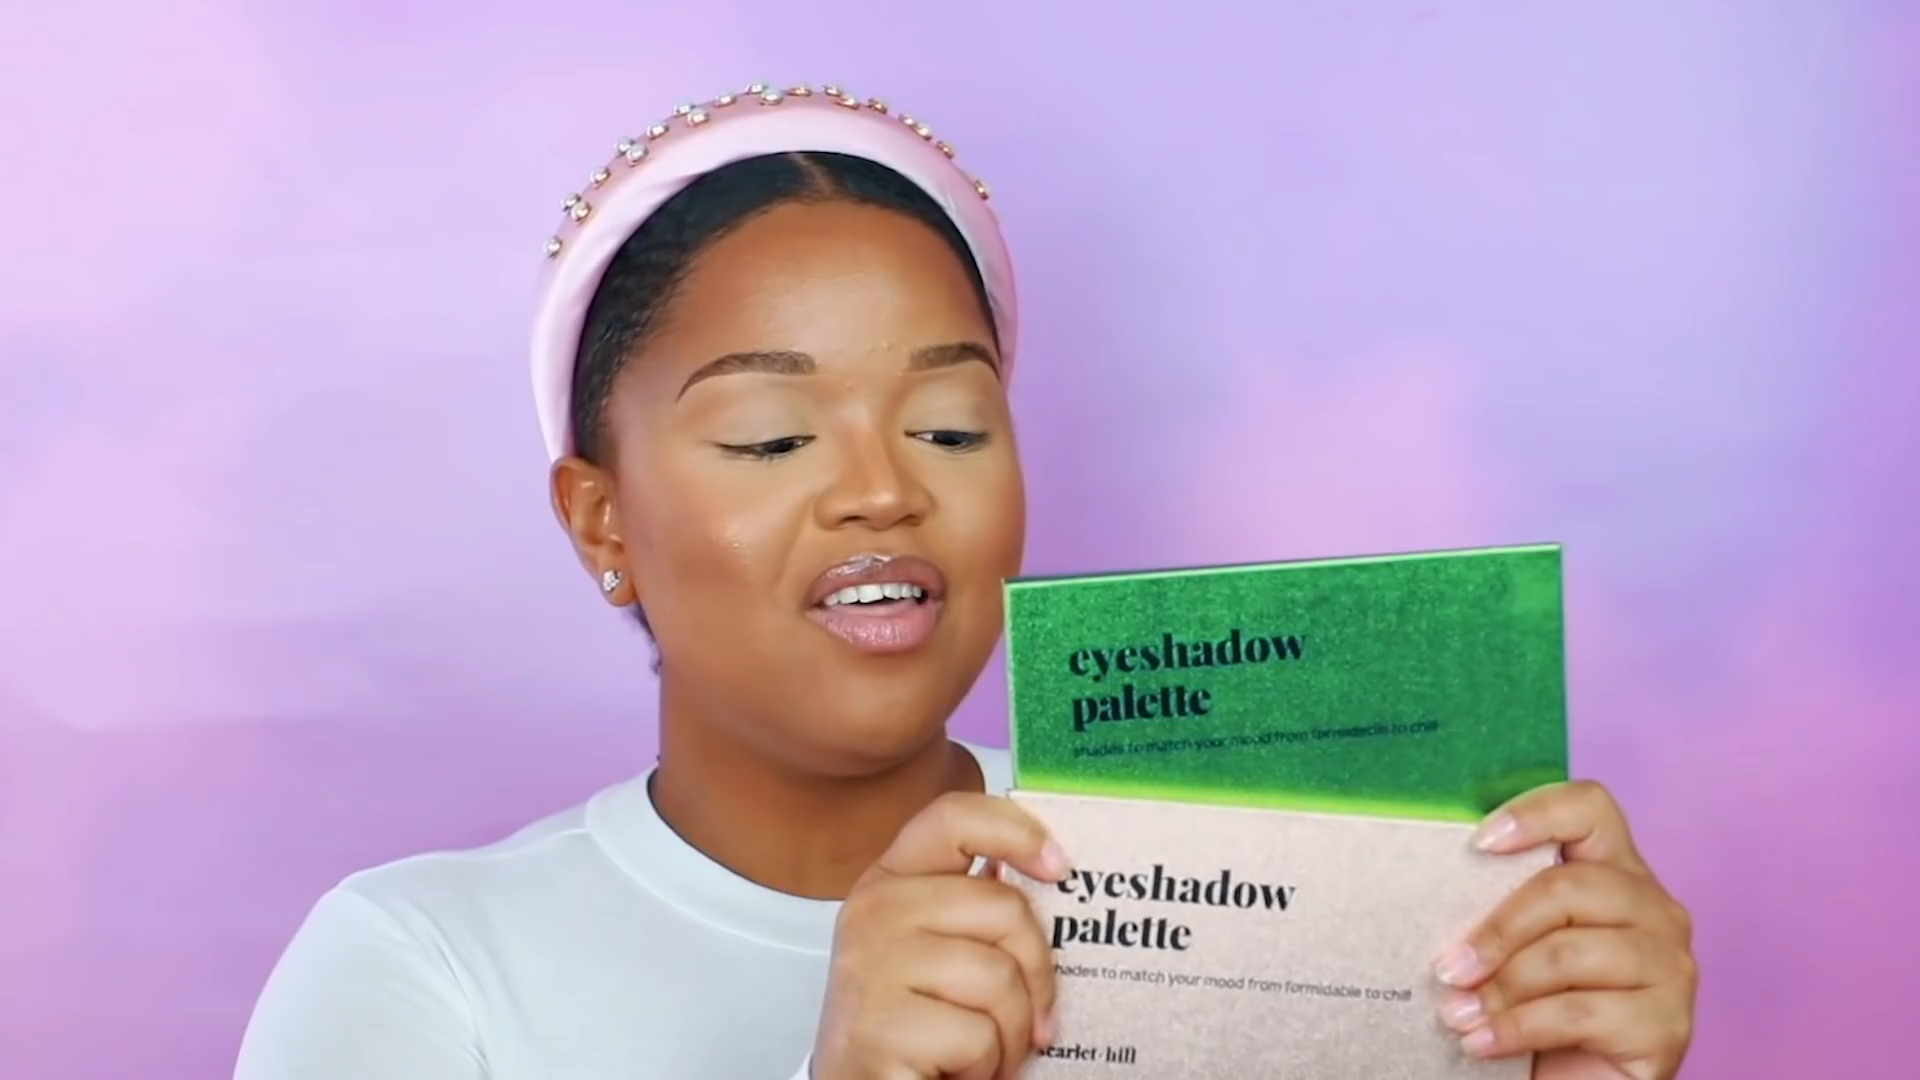 eyeshadow
palette
shades to match your mood from formidable to chill
eyeshadow
palette
hades to match your mood from formidable to chill
scarlet · hill